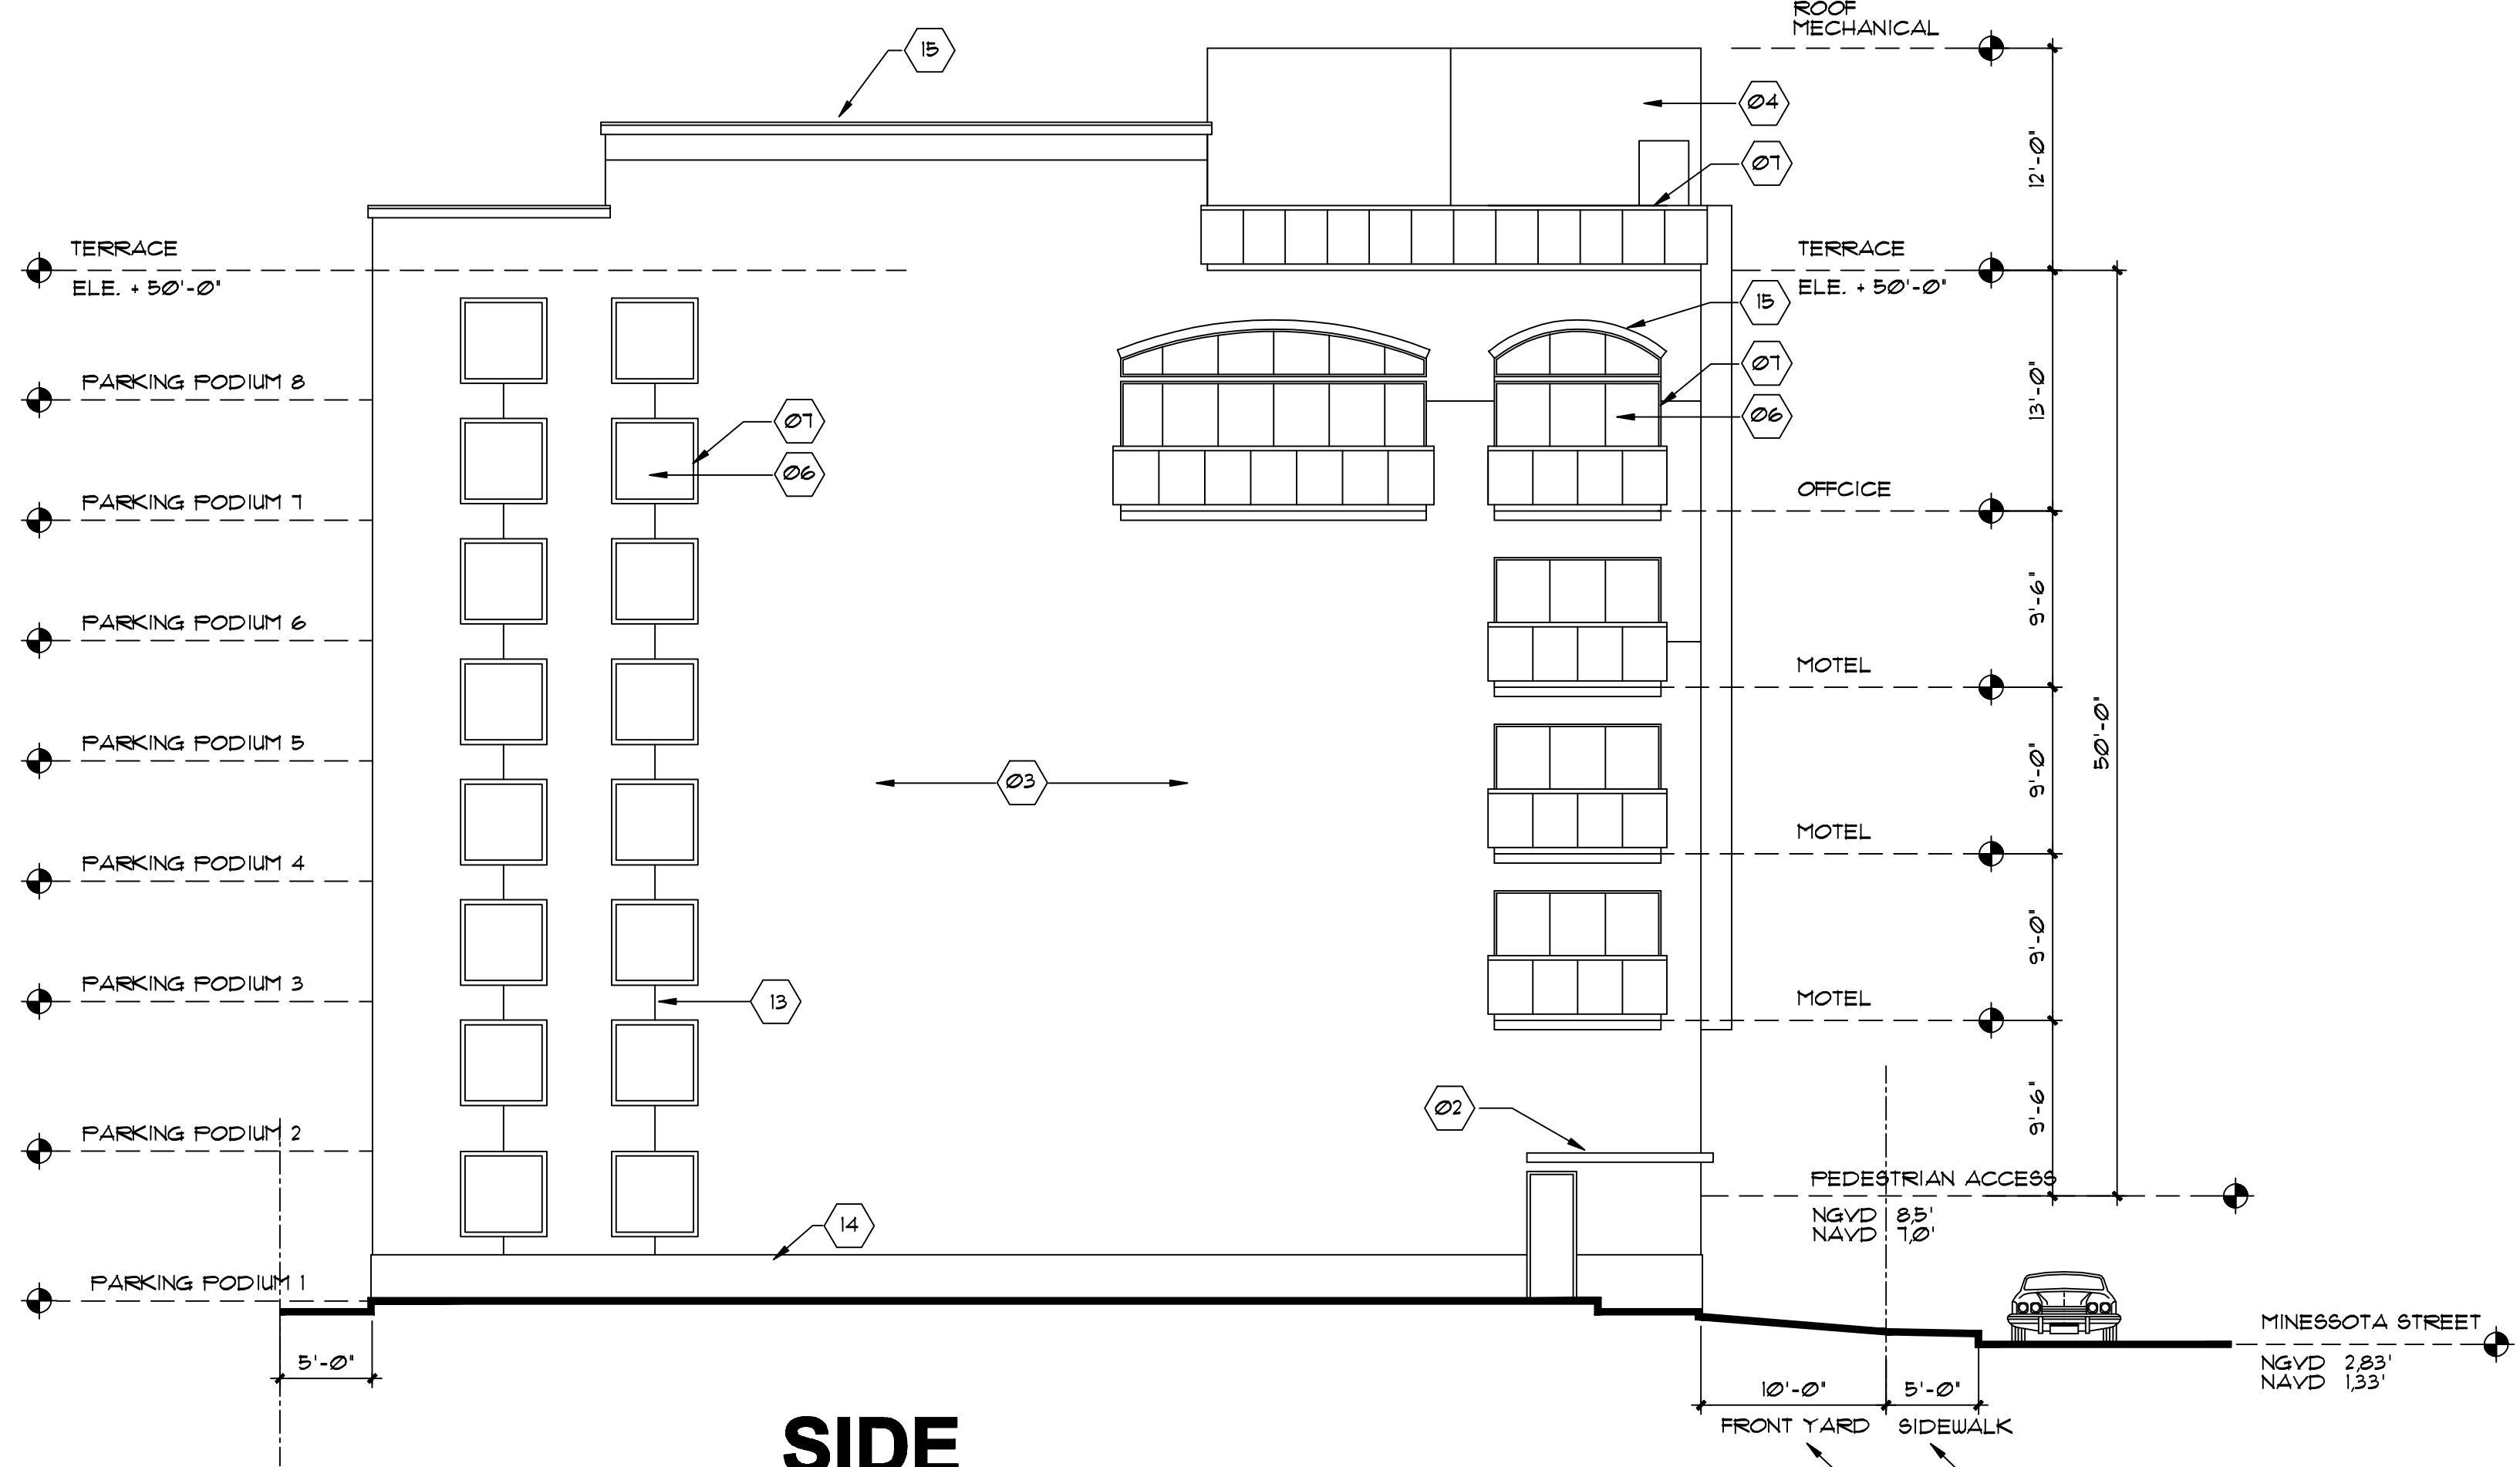 ROOF
MECHANICAL
15
04
07
12'-0"
TERRACE
ELE. + 50'-0"
TERRACE
ELE. + 50'-0"
15
07
06
13'-0"
PARKING PODIUM 8
07
06
PARKING PODIUM 7
OFFCICE
9'-6"
PARKING PODIUM 6
MOTEL
PARKING PODIUM 5
03
9'-0"
50'-0"
MOTEL
PARKING PODIUM 4
9'-0"
PARKING PODIUM 3
13
MOTEL
02
9'-6"
PARKING PODIUM 2
PEDESTRIAN ACCESS
NGVD 8,5'
NAVD 7,0'
14
PARKING PODIUM 1
MINESSOTA STREET
NGVD 2,83'
NAVD 1,33'
5'-0"
10'-0"
5'-0"
FRONT YARD
SIDEWALK
SIDE